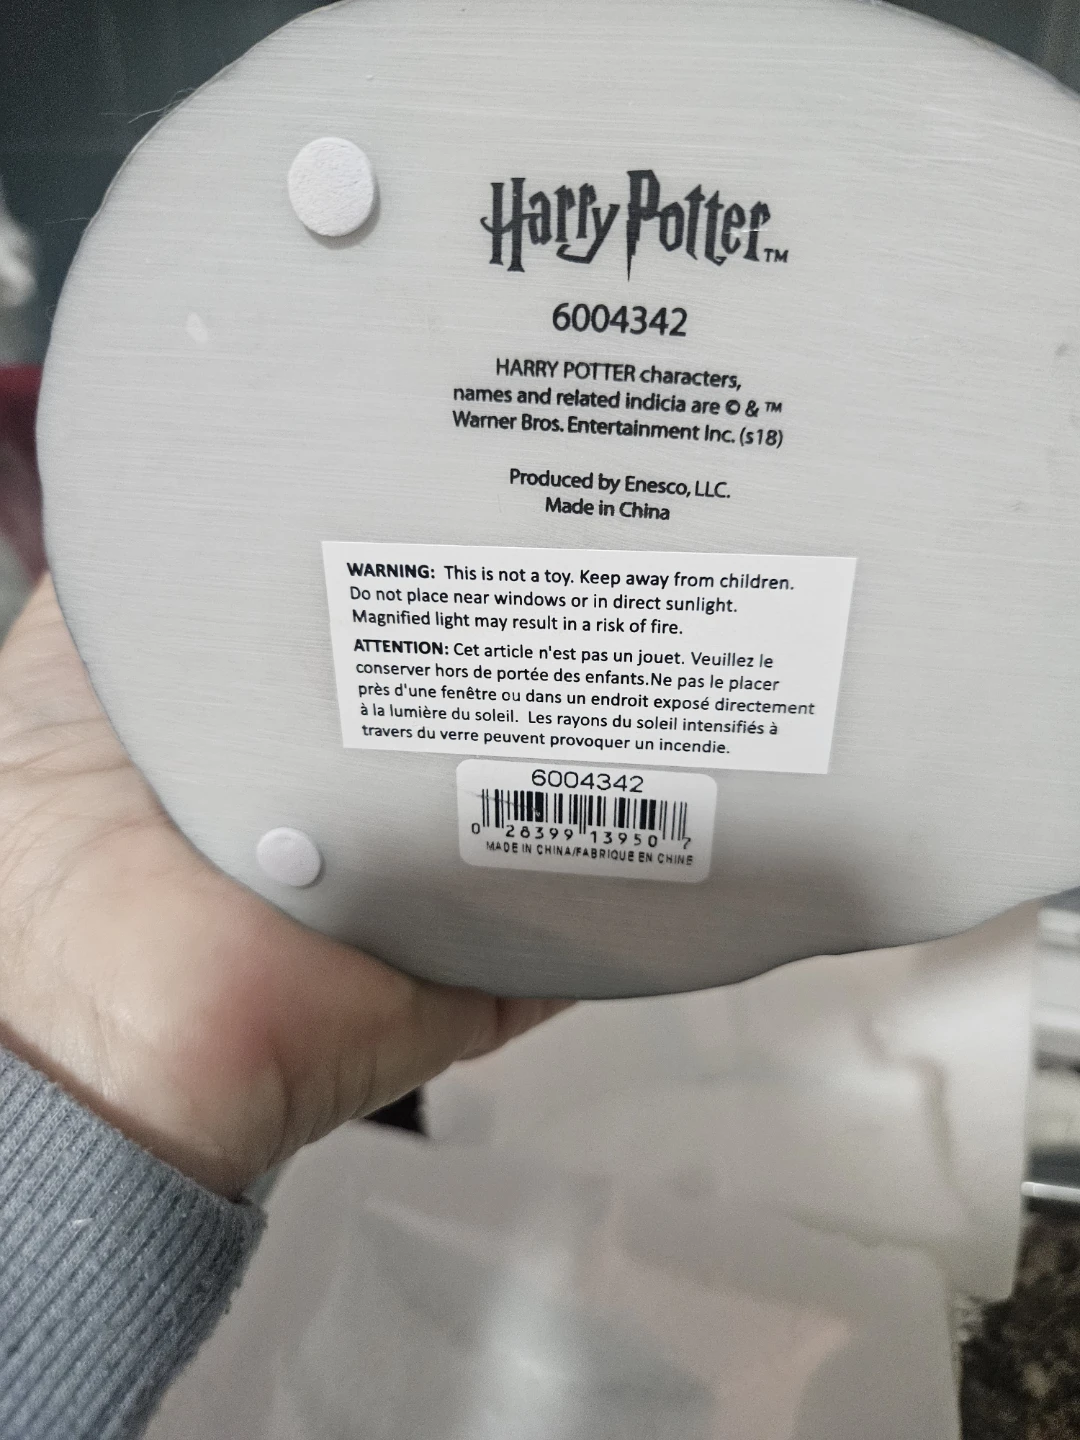 Harry Potter™
6004342
HARRY POTTER characters,
names and related indicia are © & ™
Warner Bros. Entertainment Inc. (s18)
Produced by Enesco, LLC.
Made in China
WARNING: This is not a toy. Keep away from children.
Do not place near windows or in direct sunlight.
Magnified light may result in a risk of fire.
ATTENTION: Cet article n'est pas un jouet. Veuillez le
conserver hors de portée des enfants.Ne pas le placer
près d'une fenêtre ou dans un endroit exposé directement
à la lumière du soleil. Les rayons du soleil intensifiés à
travers du verre peuvent provoquer un incendie.
6004342
0 28399 13950 7
MADE IN CHINA/FABRIQUE EN CHINE